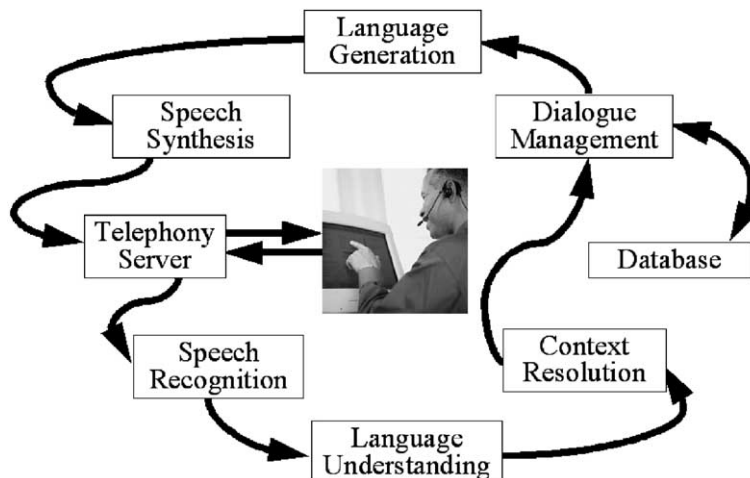 Language
Generation
Speech
Synthesis
Dialogue
Management
Telephony
Server
Database
Speech
Recognition
Context
Resolution
Language
Understanding